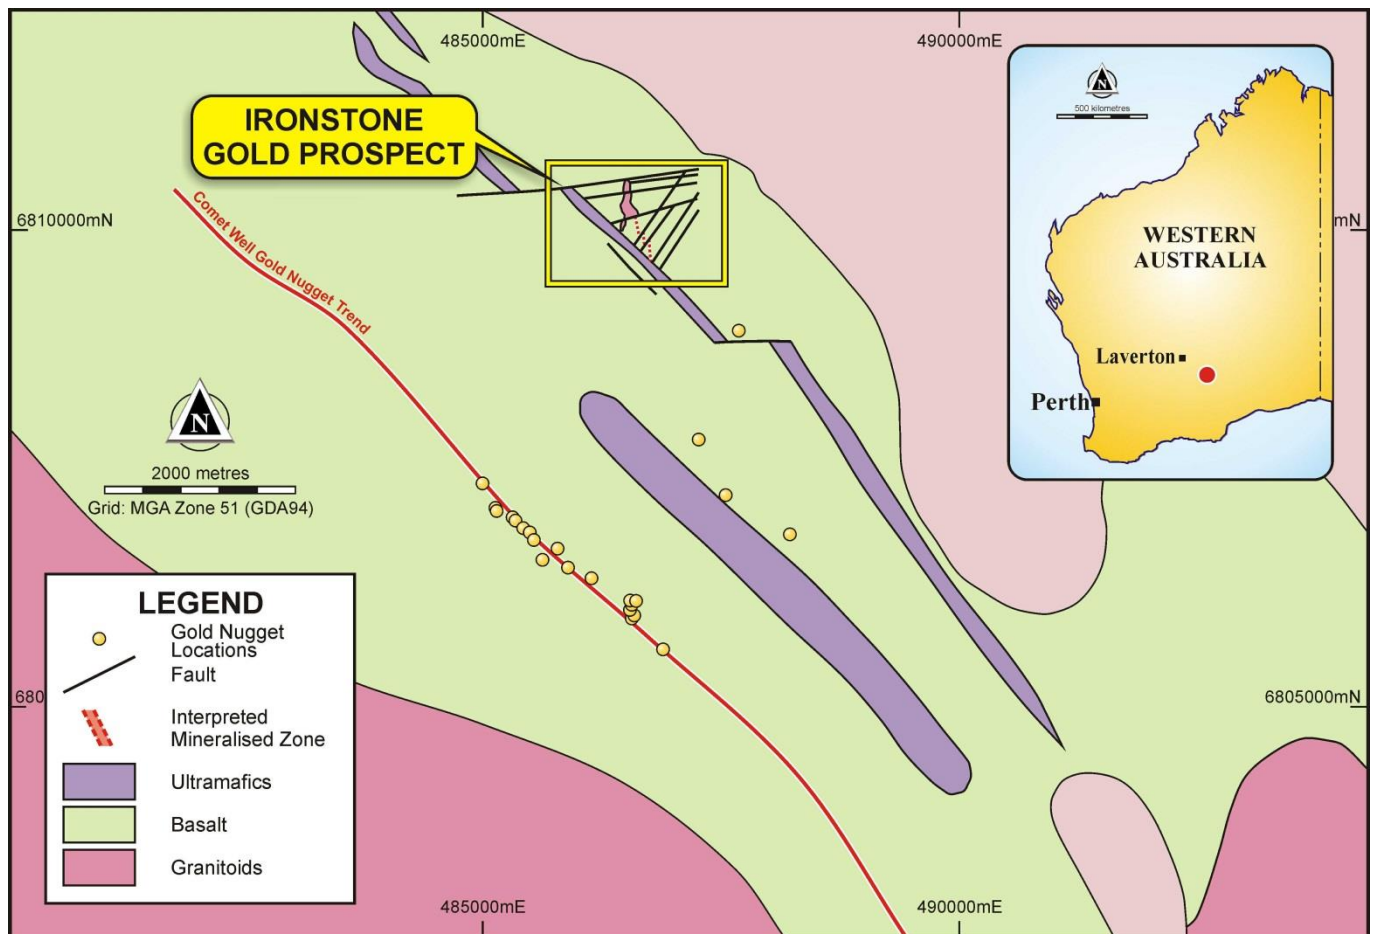 485000mE
490000mE
IRONSTONE
GOLD PROSPECT
500 kilometres
6810000mN
mN
Comet Well Gold Nugget Trend
WESTERN
AUSTRALIA
Laverton
Perth
N
2000 metres
Grid: MGA Zone 51 (GDA94)
LEGEND
Gold Nugget
Locations
Fault
Interpreted
Mineralised Zone
Ultramafics
Basalt
Granitoids
680
6805000mN
485000mE
490000mE